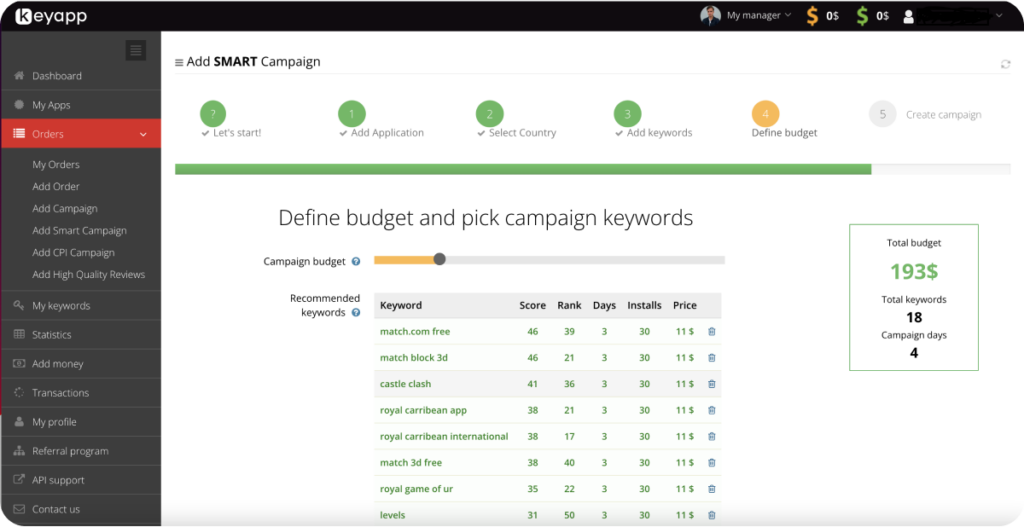 keyapp
My manager
0$
0$
Add SMART Campaign
Dashboard
My Apps
Orders
My Orders
Add Order
Add Campaign
Add Smart Campaign
Add CPI Campaign
Add High Quality Reviews
My keywords
Statistics
Add money
Transactions
My profile
Referral program
API support
Contact us
? 1 2 3 4 5
Let's start! Add Application Select Country Add keywords Define budget Create campaign
Define budget and pick campaign keywords
Campaign budget ?
Recommended
keywords ?
Keyword Score Rank Days Installs Price
match.com free 46 39 3 30 11 $
match block 3d 46 21 3 30 11 $
castle clash 41 36 3 30 11 $
royal carribean app 38 21 3 30 11 $
royal carribean international 38 17 3 30 11 $
match 3d free 38 40 3 30 11 $
royal game of ur 35 22 3 30 11 $
levels 31 50 3 30 11 $
Total budget
193$
Total keywords
18
Campaign days
4